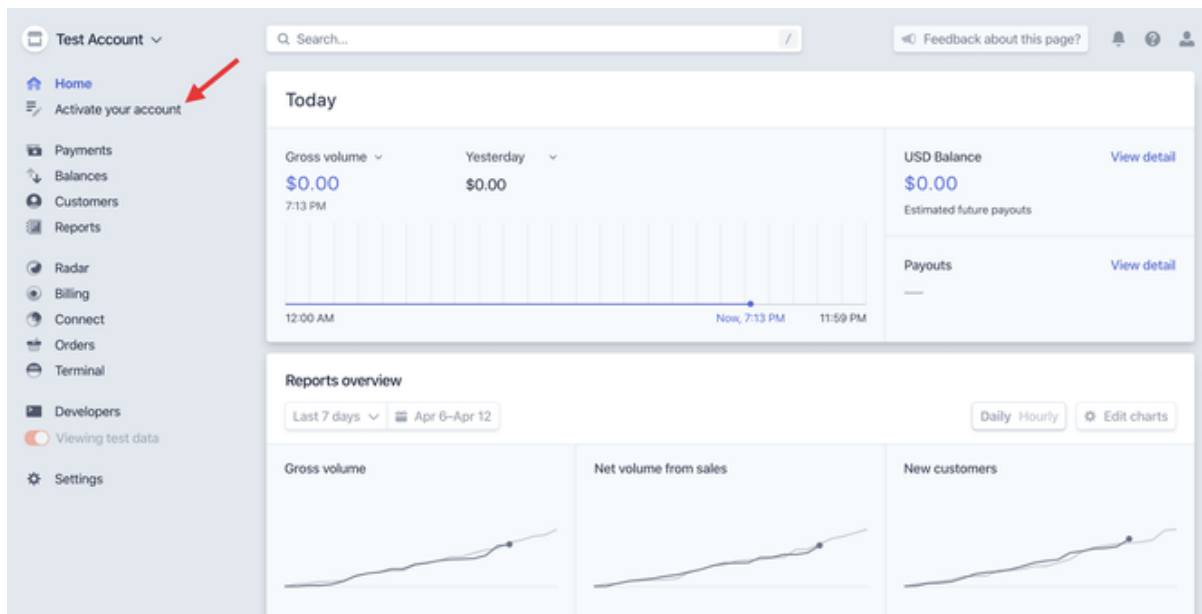 Test Account
Search...
/
Feedback about this page?
Home
Activate your account
Payments
Balances
Customers
Reports
Radar
Billing
Connect
Orders
Terminal
Developers
Viewing test data
Settings
Today
Gross volume
Yesterday
$0.00
$0.00
7:13 PM
12:00 AM
Now, 7:13 PM
11:59 PM
USD Balance
View detail
$0.00
Estimated future payouts
Payouts
View detail
—
Reports overview
Last 7 days
Apr 6–Apr 12
Daily Hourly
Edit charts
Gross volume
Net volume from sales
New customers